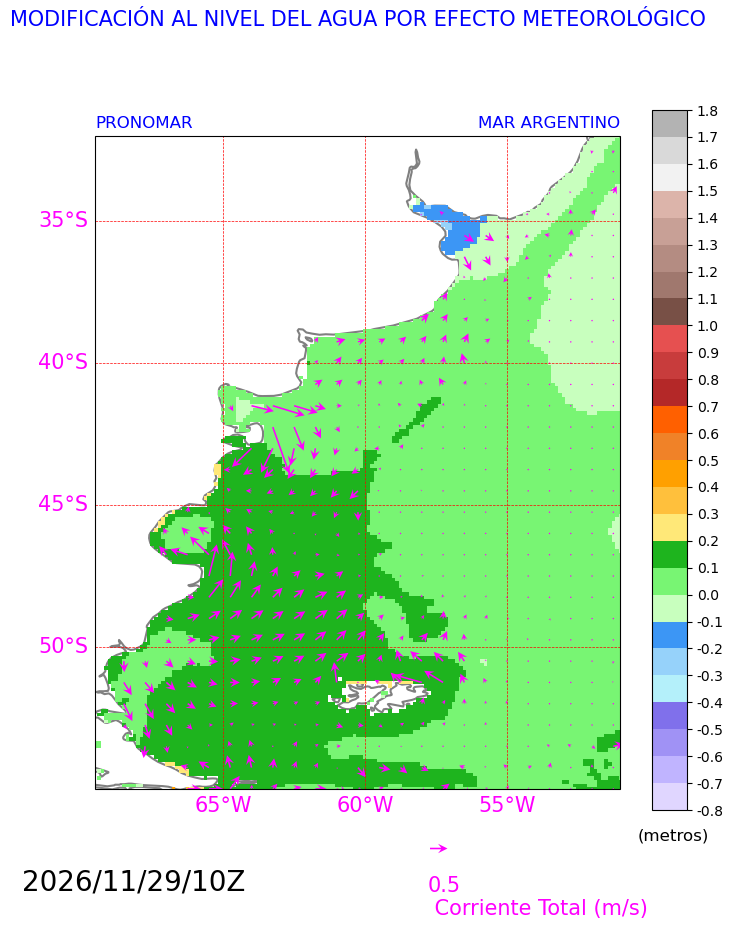 MODIFICACIÓN AL NIVEL DEL AGUA POR EFECTO METEOROLÓGICO
PRONOMAR
MAR ARGENTINO
35°S
40°S
45°S
50°S
65°W
60°W
55°W
1.8
1.7
1.6
1.5
1.4
1.3
1.2
1.1
1.0
0.9
0.8
0.7
0.6
0.5
0.4
0.3
0.2
0.1
0.0
-0.1
-0.2
-0.3
-0.4
-0.5
-0.6
-0.7
-0.8
(metros)
2026/11/29/10Z
0.5
Corriente Total (m/s)